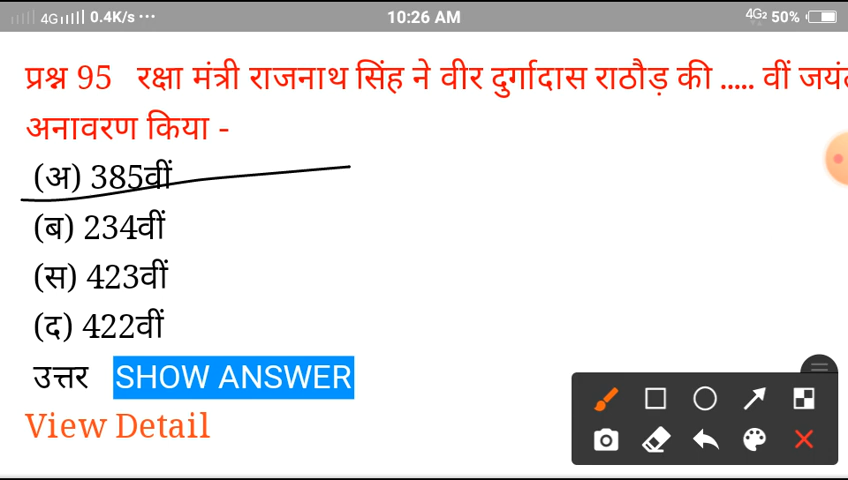 4G 0.4K/s ... 10:26 AM 4G2 50%
प्रश्न 95 रक्षा मंत्री राजनाथ सिंह ने वीर दुर्गादास राठौड़ की ..... वीं
अनावरण किया -
(अ) 385वीं
(ब) 234वीं
(स) 423वीं
(द) 422वीं
उत्तर SHOW ANSWER
View Detail